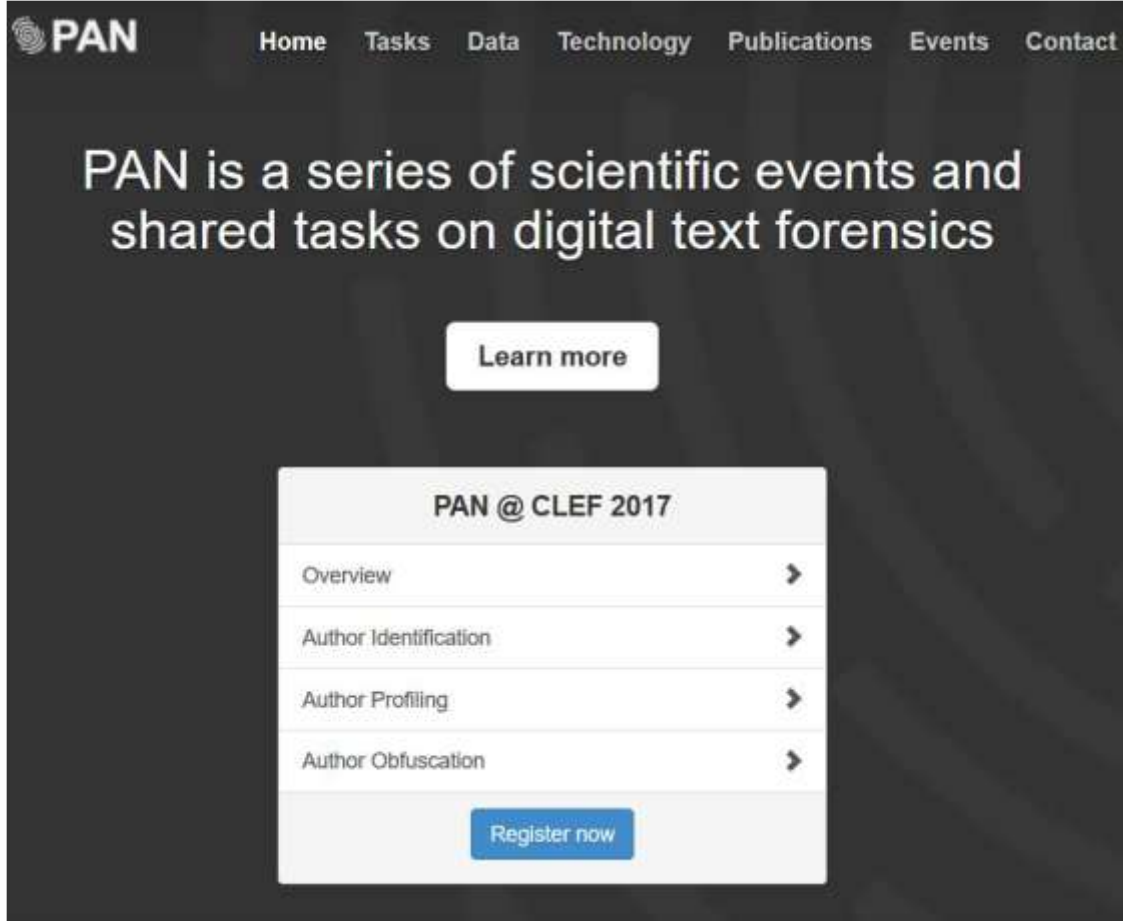 PAN Home Tasks Data Technology Publications Events Contact
PAN is a series of scientific events and
shared tasks on digital text forensics
Learn more
PAN @ CLEF 2017
Overview
Author Identification
Author Profiling
Author Obfuscation
Register now